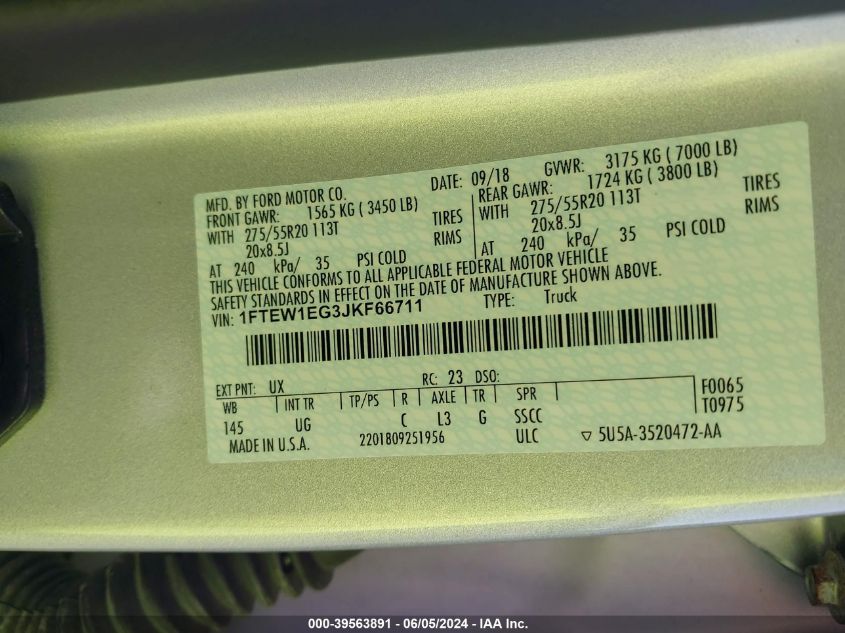 MFD. BY FORD MOTOR CO. DATE: 09/18 GVWR: 3175 KG ( 7000 LB)
FRONT GAWR: 1565 KG ( 3450 LB) REAR GAWR: 1724 KG ( 3800 LB)
WITH 275/55R20 113T TIRES WITH 275/55R20 113T TIRES
20x8.5J RIMS 20x8.5J RIMS
AT 240 kPa/ 35 PSI COLD AT 240 kPa/ 35 PSI COLD
THIS VEHICLE CONFORMS TO ALL APPLICABLE FEDERAL MOTOR VEHICLE
SAFETY STANDARDS IN EFFECT ON THE DATE OF MANUFACTURE SHOWN ABOVE.
VIN: 1FTEW1EG3JKF66711 TYPE: Truck
EXT PNT: UX RC: 23 DSO:
WB INT TR TP/PS R AXLE TR SPR F0065
145 UG C L3 G SSCC T0975
MADE IN U.S.A. 2201809251956 ULC ▽ 5U5A-3520472-AA
000-39563891 - 06/05/2024 - IAA Inc.